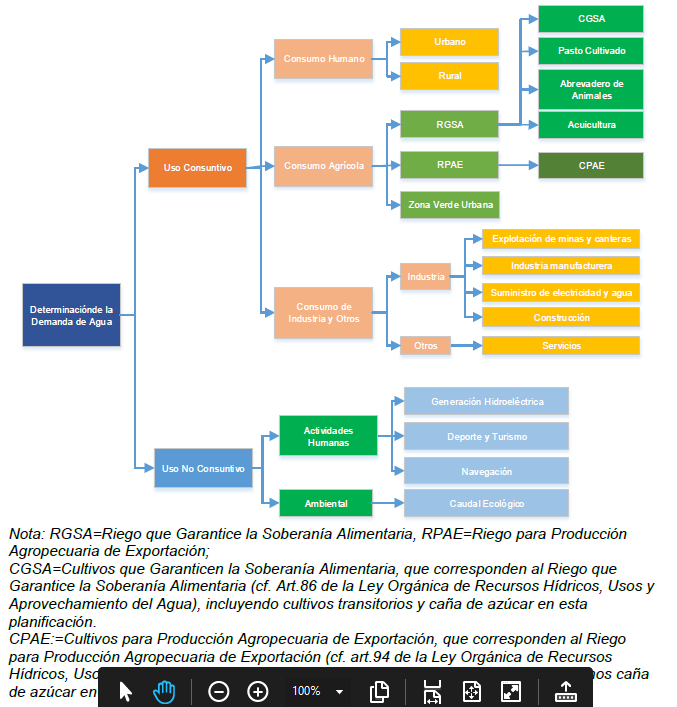 CGSA
Urbano
Pasto Cultivado
Consumo Humano
Rural
Abrevadero de
Animales
RGSA
Acuicultura
Uso Consuntivo
Consumo Agrícola
RPAE
CPAE
Zona Verde Urbana
Explotación de minas y canteras
Industria
Industria manufacturera
Suministro de electricidad y agua
Determinaciónde la
Demanda de Agua
Consumo de
Industria y Otros
Construcción
Otros
Servicios
Generación Hidroeléctrica
Actividades
Humanas
Deporte y Turismo
Uso No Consuntivo
Navegación
Ambiental
Caudal Ecológico
Nota: RGSA=Riego que Garantice la Soberanía Alimentaria, RPAE=Riego para Producción
Agropecuaria de Exportación;
CGSA=Cultivos que Garanticen la Soberanía Alimentaria, que corresponden al Riego que
Garantice la Soberanía Alimentaria (cf. Art.86 de la Ley Orgánica de Recursos Hídricos, Usos y
Aprovechamiento del Agua), incluyendo cultivos transitorios y caña de azúcar en esta
planificación.
CPAE:=Cultivos para Producción Agropecuaria de Exportación, que corresponden al Riego
para Producción Agropecuaria de Exportación (cf. art.94 de la Ley Orgánica de Recursos
Hídricos, caña
de azúcar en
100%